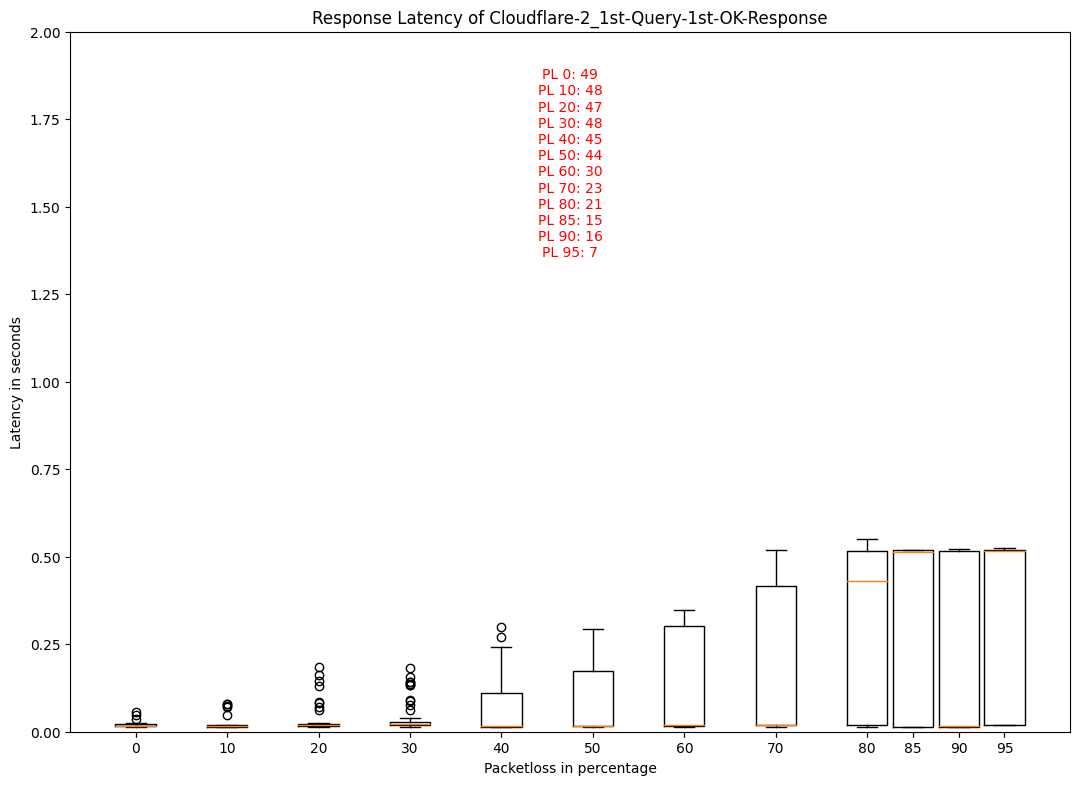 Response Latency of Cloudflare-2_1st-Query-1st-OK-Response
2.00
1.75
1.50
1.25
1.00
0.75
0.50
0.25
0.00
Latency in seconds
PL 0: 49
PL 10: 48
PL 20: 47
PL 30: 48
PL 40: 45
PL 50: 44
PL 60: 30
PL 70: 23
PL 80: 21
PL 85: 15
PL 90: 16
PL 95: 7
0 10 20 30 40 50 60 70 80 85 90 95
Packetloss in percentage